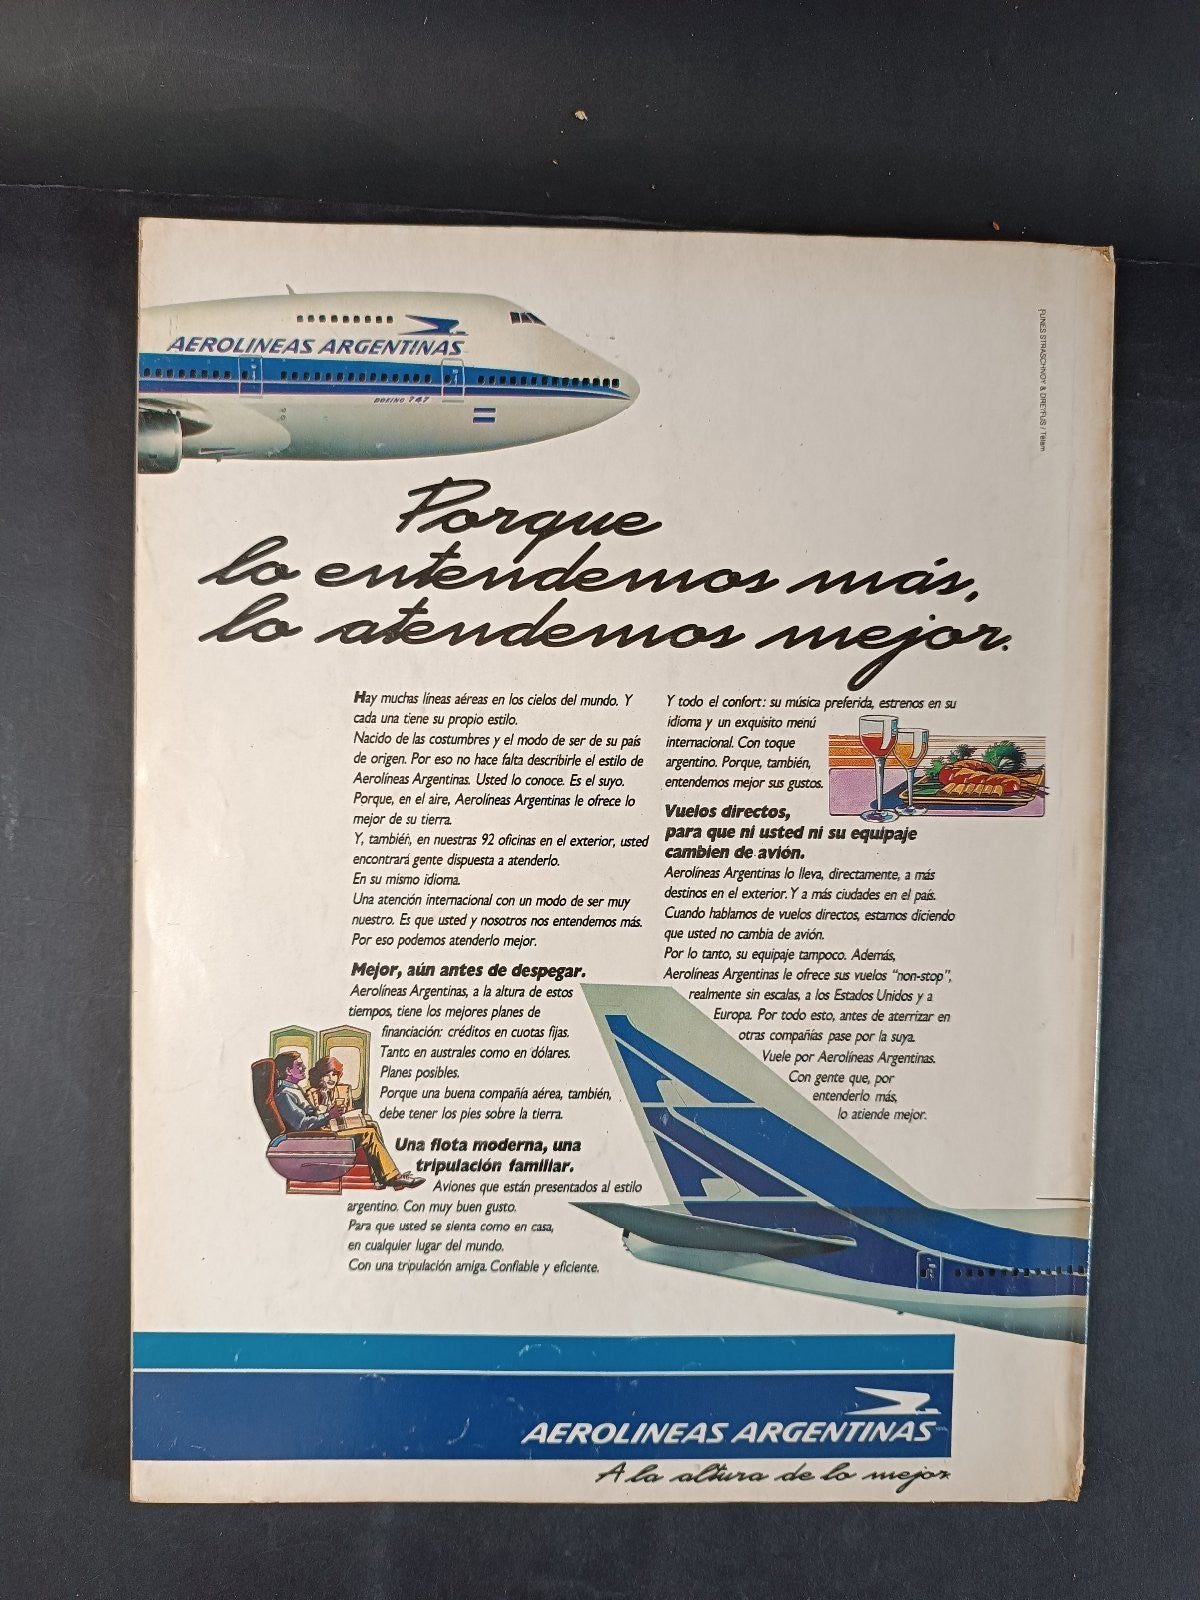 AEROLINEAS ARGENTINAS
BOEING 747
FUNES STRASCHNOY & DREYFUS / Télam
Porque
lo entendemos más,
lo atendemos mejor.
Hay muchas líneas aéreas en los cielos del mundo. Y
cada una tiene su propio estilo.
Nacido de las costumbres y el modo de ser de su país
de origen. Por eso no hace falta describirle el estilo de
Aerolíneas Argentinas. Usted lo conoce. Es el suyo.
Porque, en el aire, Aerolíneas Argentinas le ofrece lo
mejor de su tierra.
Y, también, en nuestras 92 oficinas en el exterior, usted
encontrará gente dispuesta a atenderlo.
En su mismo idioma.
Una atención internacional con un modo de ser muy
nuestro. Es que usted y nosotros nos entendemos más.
Por eso podemos atenderlo mejor.
Mejor, aún antes de despegar.
Aerolíneas Argentinas, a la altura de estos
tiempos, tiene los mejores planes de
financiación: créditos en cuotas fijas.
Tanto en australes como en dólares.
Planes posibles.
Porque una buena compañía aérea, también,
debe tener los pies sobre la tierra.
Una flota moderna, una
tripulación familiar.
Aviones que están presentados al estilo
argentino. Con muy buen gusto.
Para que usted se sienta como en casa,
en cualquier lugar del mundo.
Con una tripulación amiga. Confiable y eficiente.
Y todo el confort: su música preferida, estrenos en su
idioma y un exquisito menú
internacional. Con toque
argentino. Porque, también,
entendemos mejor sus gustos.
Vuelos directos,
para que ni usted ni su equipaje
cambien de avión.
Aerolíneas Argentinas lo lleva, directamente, a más
destinos en el exterior. Y a más ciudades en el país.
Cuando hablamos de vuelos directos, estamos diciendo
que usted no cambia de avión.
Por lo tanto, su equipaje tampoco. Además,
Aerolíneas Argentinas le ofrece sus vuelos "non-stop",
realmente sin escalas, a los Estados Unidos y a
Europa. Por todo esto, antes de aterrizar en
otras compañías pase por la suya.
Vuele por Aerolíneas Argentinas.
Con gente que, por
entenderlo más,
lo atiende mejor.
AEROLINEAS ARGENTINAS
A la altura de lo mejor.